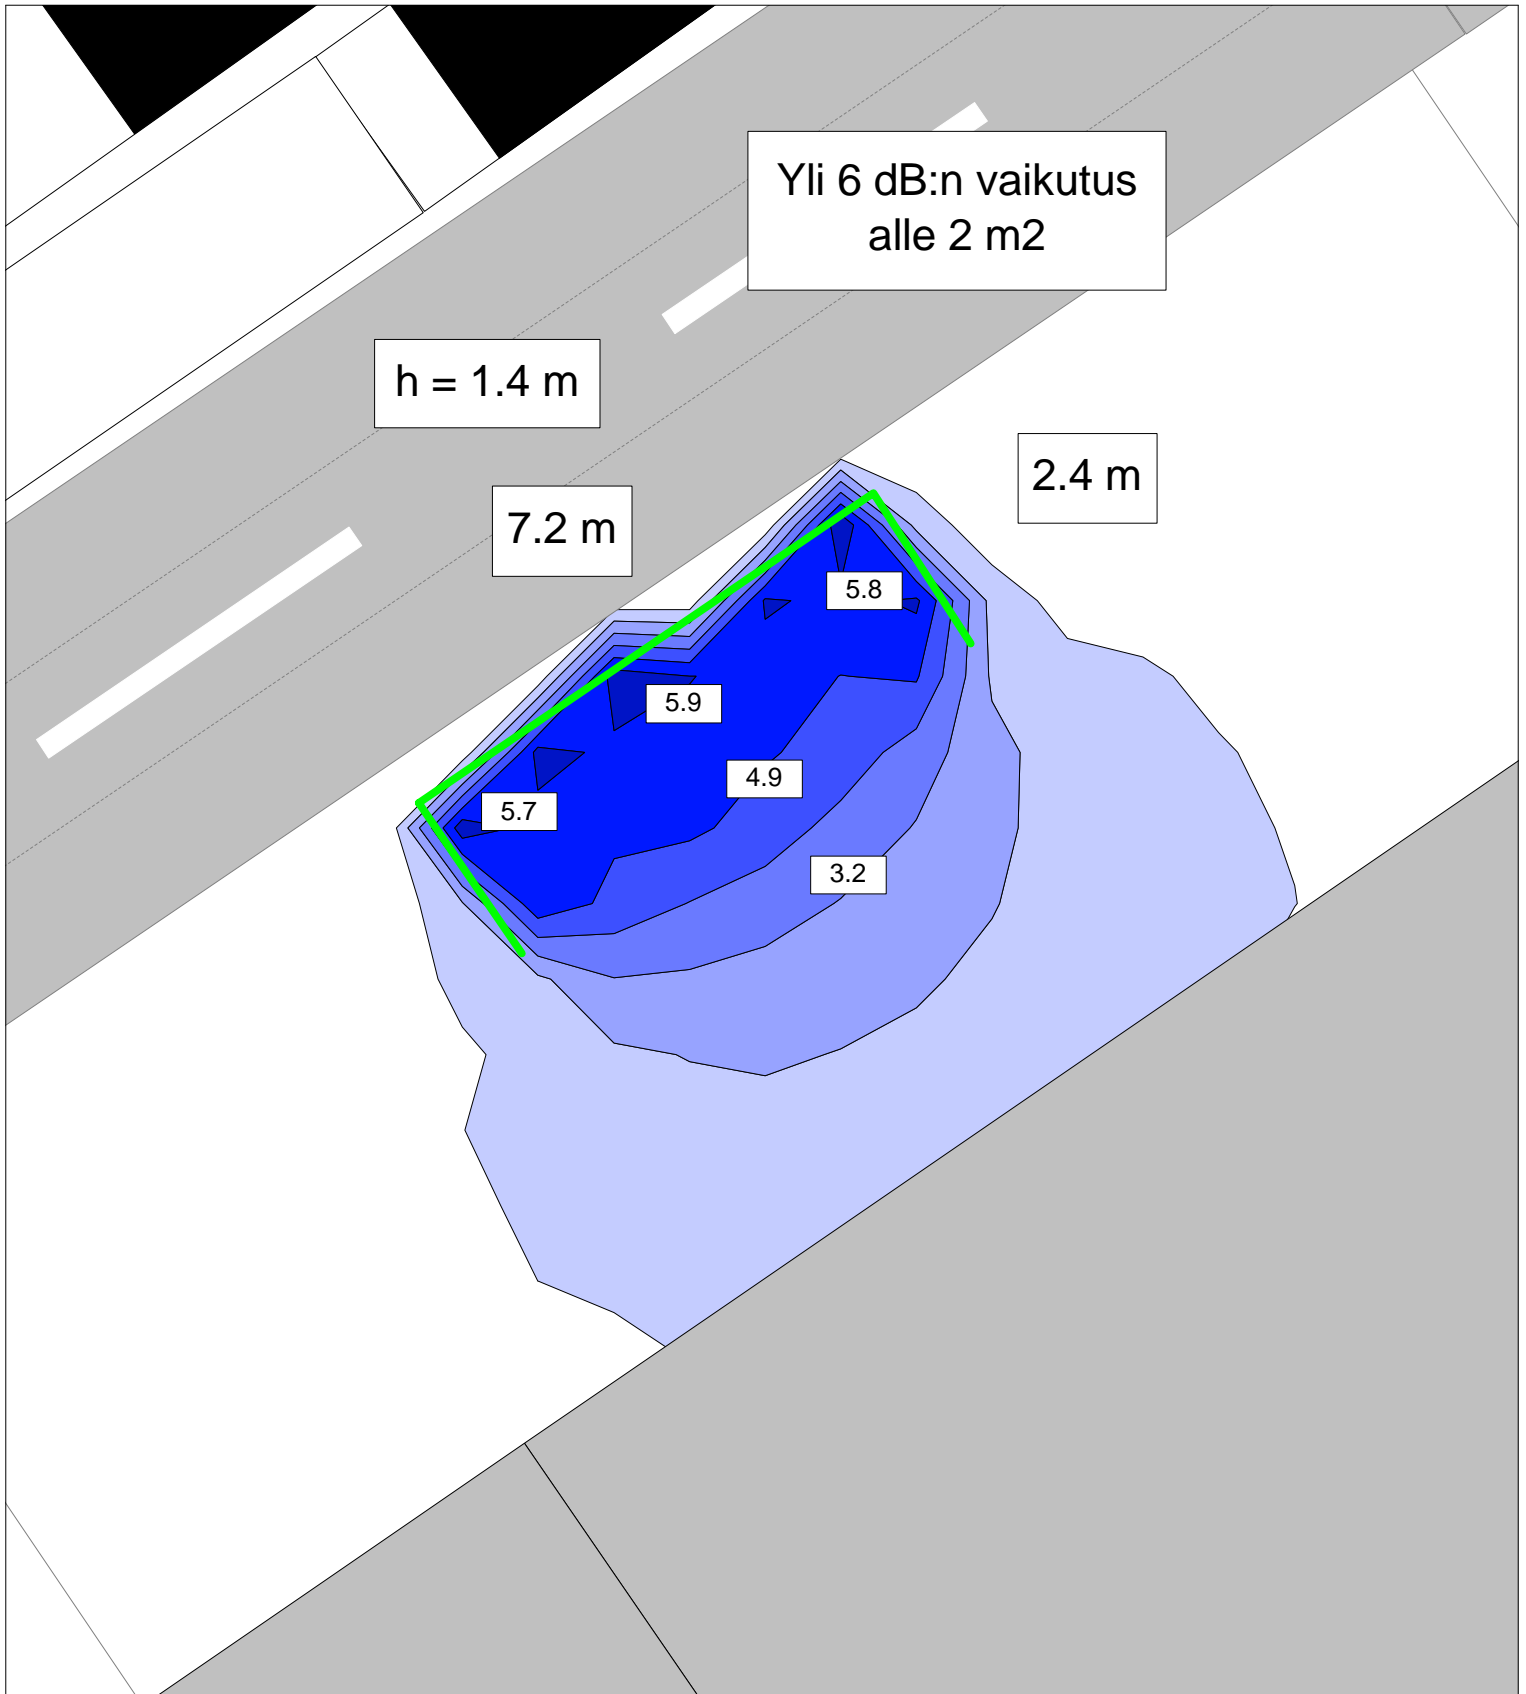 Yli 6 dB:n vaikutus
alle 2 m2
h = 1.4 m
2.4 m
7.2 m
5.8
5.9
4.9
5.7
3.2